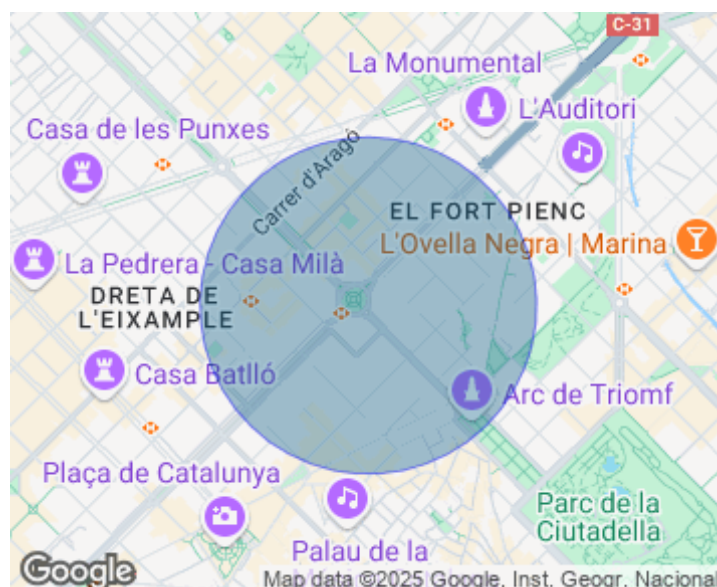 C-31
La Monumental
L'Auditori
Casa de les Punxes
Carrer d'Aragó
EL FORT PIENC
L'Ovella Negra | Marina
La Pedrera - Casa Milà
DRETA DE
L'EIXAMPLE
Casa Batlló
Arc de Triomf
Plaça de Catalunya
Parc de la
Ciutadella
Palau de la
Google
Map data ©2025 Google, Inst. Geogr. Nacional